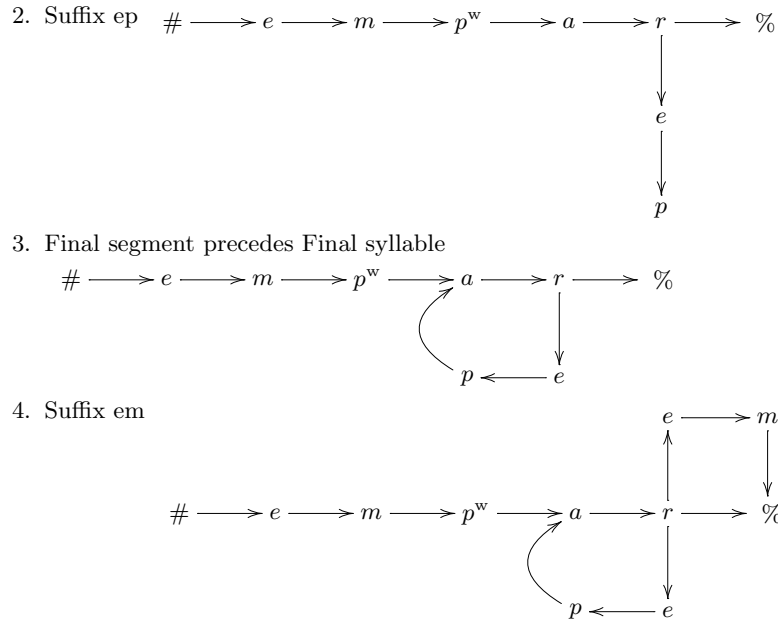 2. Suffix ep # e m pʷ a r %
e
p
3. Final segment precedes Final syllable
# e m pʷ a r %
p e
4. Suffix em
e m
# e m pʷ a r %
p e